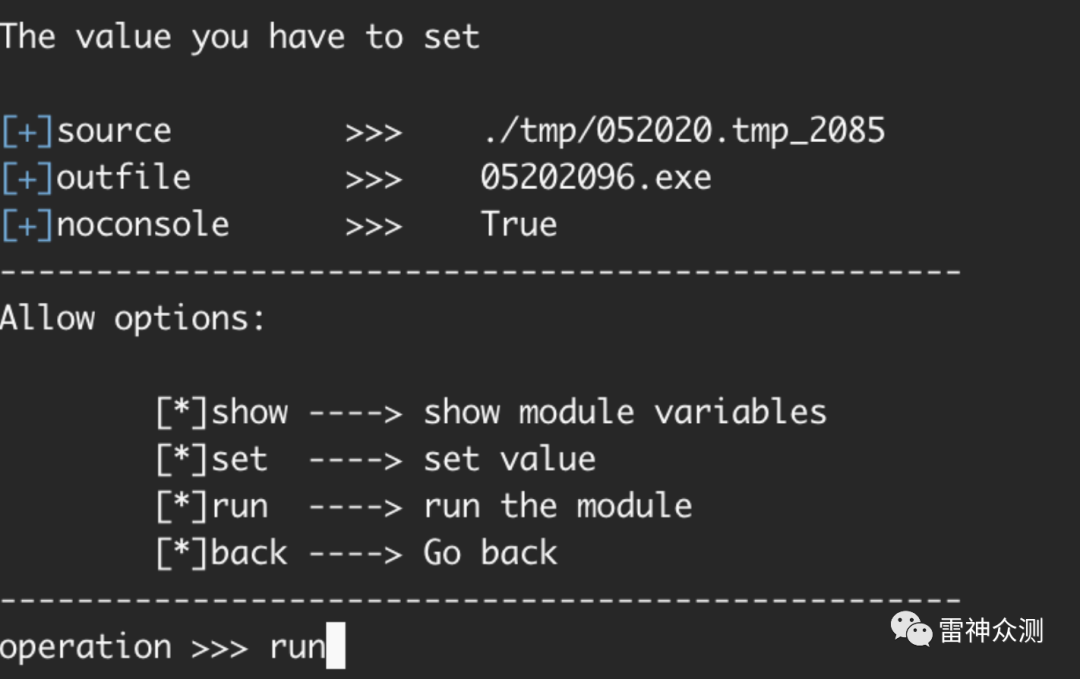 The value you have to set
[+]source >>> ./tmp/052020.tmp_2085
[+]outfile >>> 05202096.exe
[+]noconsole >>> True
--------------------------------------------------
Allow options:
[*]show ----> show module variables
[*]set ----> set value
[*]run ----> run the module
[*]back ----> Go back
--------------------------------------------------
operation >>> run
雷神众测